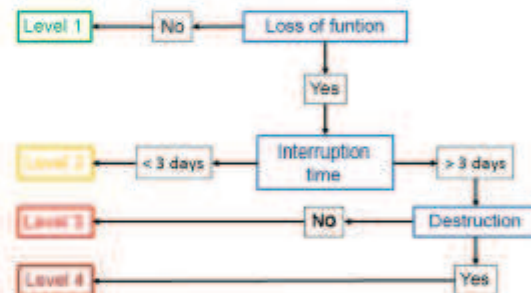 Level 1
No
Loss of funtion
Yes
Level 2
< 3 days
Interruption
time
> 3 days
Level 3
No
Destruction
Level 4
Yes